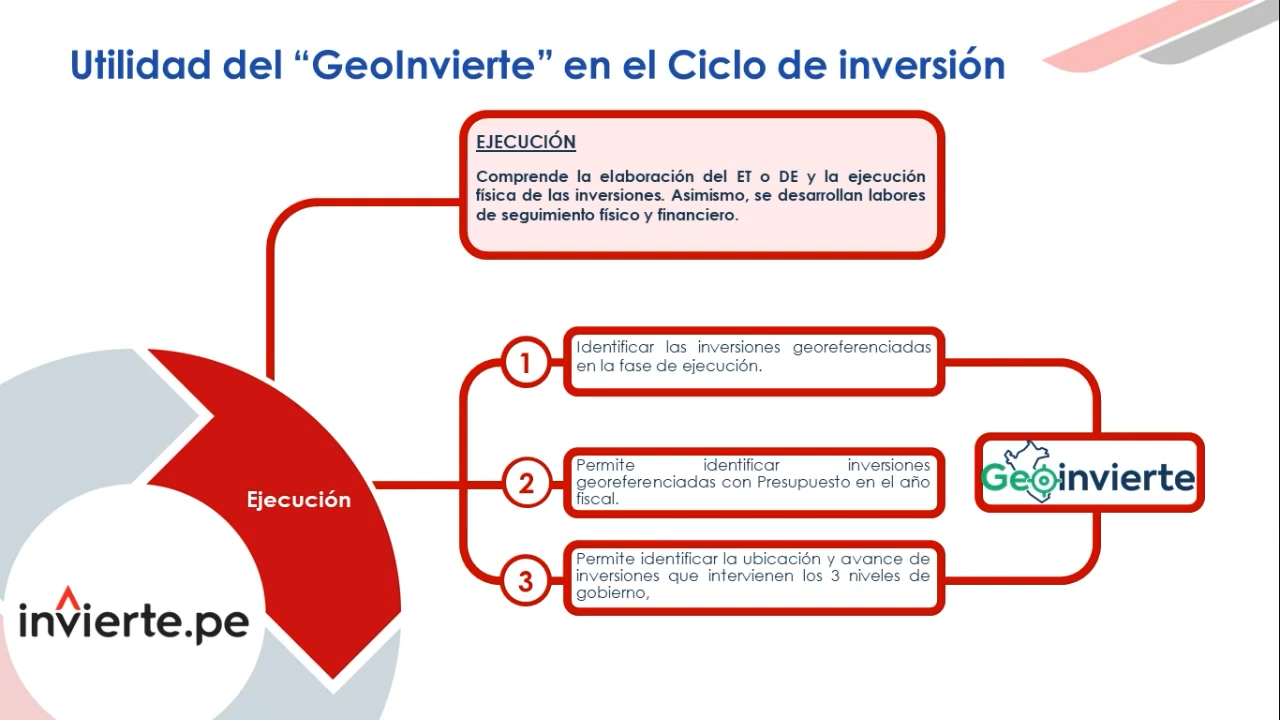 Utilidad del “GeoInvierte” en el Ciclo de inversión
EJECUCIÓN
Comprende la elaboración del ET o DE y la ejecución
física de las inversiones. Asimismo, se desarrollan labores
de seguimiento físico y financiero.
1
Identificar las inversiones georeferenciadas
en la fase de ejecución.
2
Permite identificar inversiones
georeferenciadas con Presupuesto en el año
fiscal.
3
Permite identificar la ubicación y avance de
inversiones que intervienen los 3 niveles de
gobierno,
Geoinvierte
Ejecución
invierte.pe